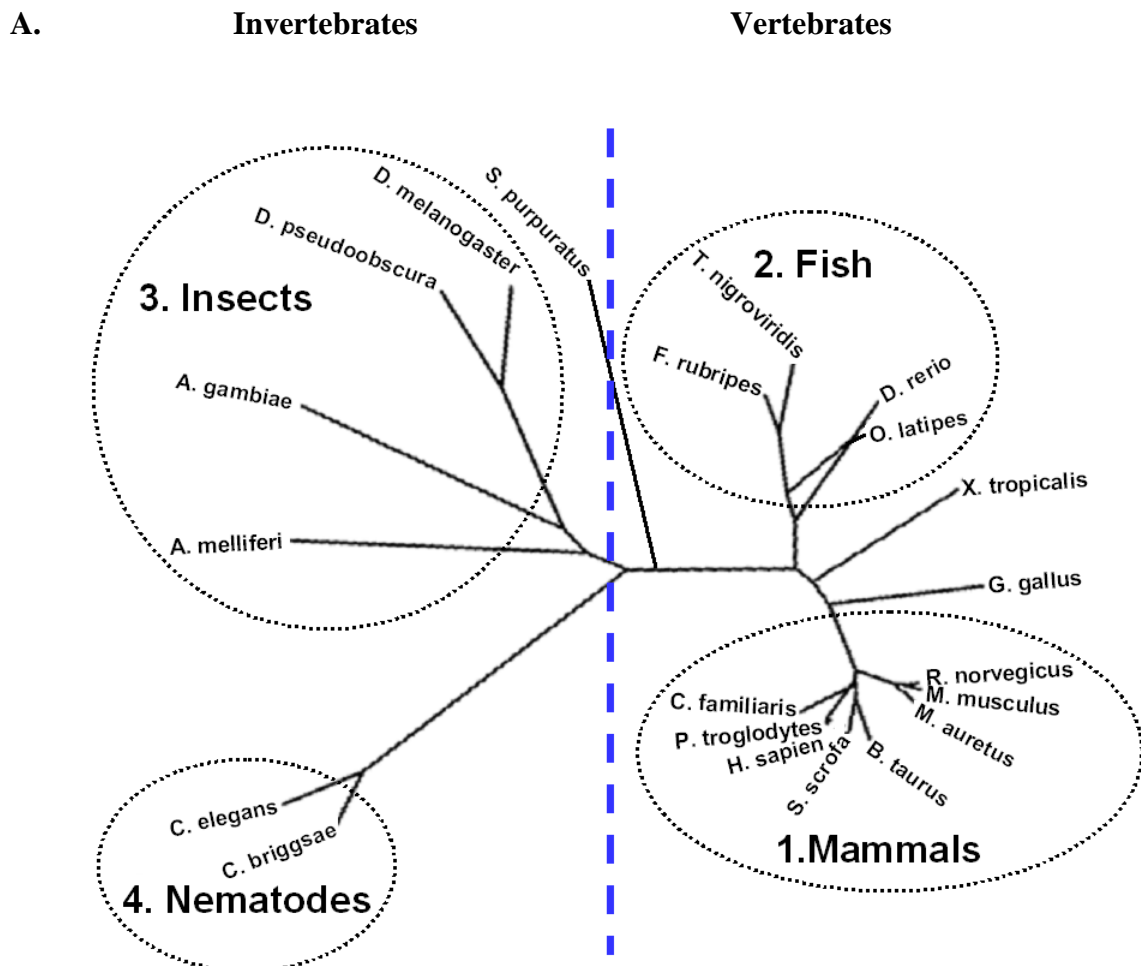 A.
Invertebrates
Vertebrates
D. melanogaster
S. purpuratus
D. pseudoobscura
3. Insects
A. gambiae
A. melliferi
2. Fish
T. nigroviridis
F. rubripes
D. rerio
O. latipes
X. tropicalis
G. gallus
R. norvegicus
M. musculus
M. auretus
C. familiaris
P. troglodytes
H. sapien
S. scrofa
B. taurus
1.Mammals
C. elegans
C. briggsae
4. Nematodes